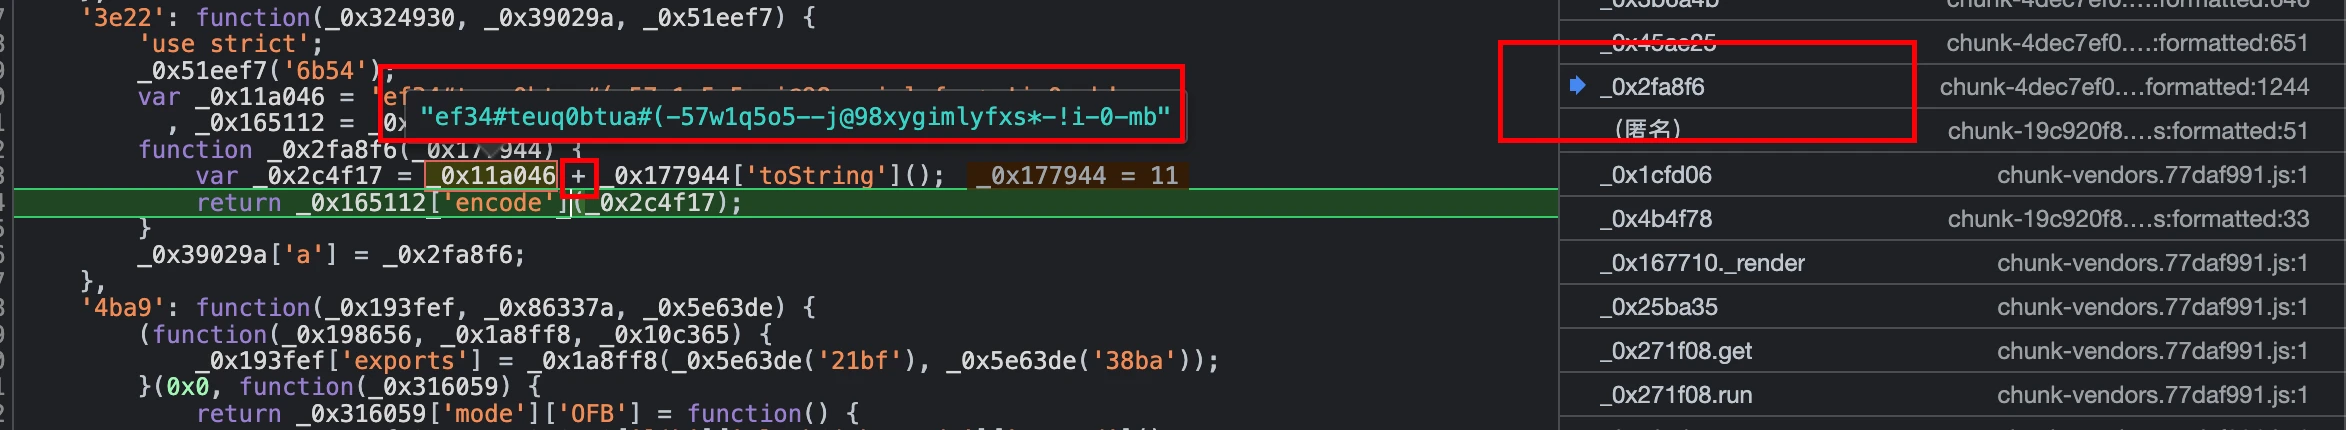 '3e22': function(_0x324930, _0x39029a, _0x51eef7) {
'use strict';
_0x51eef7('6b54');
var _0x11a046 =
, _0x165112 = _0x
"ef34#teuq0btua#(-57w1q5o5--j@98xygimlyfxs*-!i-0-mb"
function _0x2fa8f6(_0x177944) {
var _0x2c4f17 = _0x11a046 + _0x177944['toString'](); _0x177944 = 11
return _0x165112['encode'](_0x2c4f17);
}
_0x39029a['a'] = _0x2fa8f6;
},
'4ba9': function(_0x193fef, _0x86337a, _0x5e63de) {
(function(_0x198656, _0x1a8ff8, _0x10c365) {
_0x193fef['exports'] = _0x1a8ff8(_0x5e63de('21bf'), _0x5e63de('38ba'));
}(0x0, function(_0x316059) {
return _0x316059['mode']['OFB'] = function() {
_0x45ae25 chunk-4dec7ef0.…:formatted:651
_0x2fa8f6 chunk-4dec7ef0.…formatted:1244
(匿名) chunk-19c920f8.…s:formatted:51
_0x1cfd06 chunk-vendors.77daf991.js:1
_0x4b4f78 chunk-19c920f8.…s:formatted:33
_0x167710._render chunk-vendors.77daf991.js:1
_0x25ba35 chunk-vendors.77daf991.js:1
_0x271f08.get chunk-vendors.77daf991.js:1
_0x271f08.run chunk-vendors.77daf991.js:1